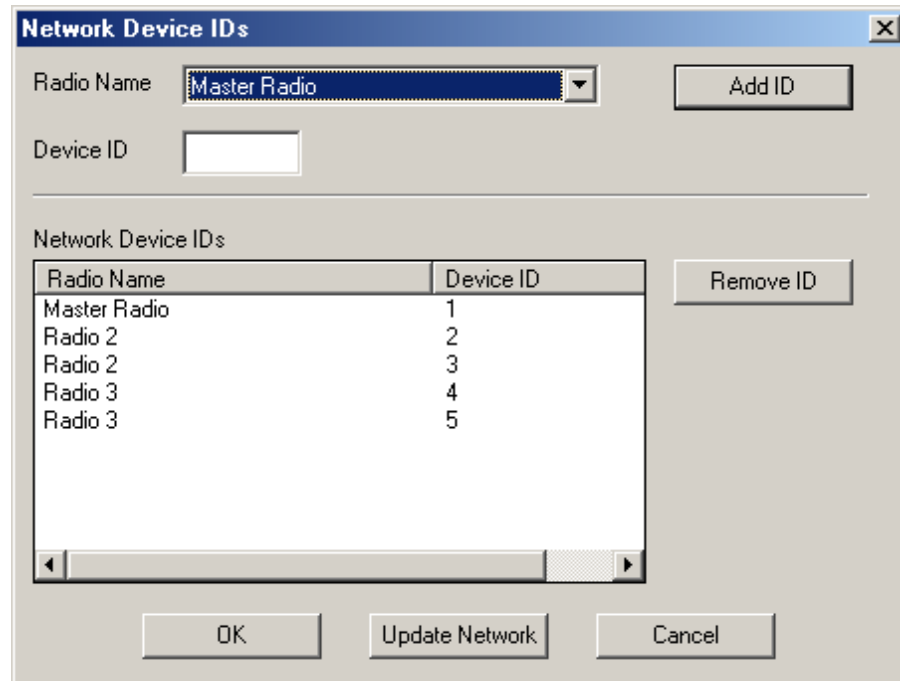 Network Device IDs
Radio Name Master Radio Add ID
Device ID
Network Device IDs
Radio Name Device ID Remove ID
Master Radio 1
Radio 2 2
Radio 2 3
Radio 3 4
Radio 3 5
OK Update Network Cancel